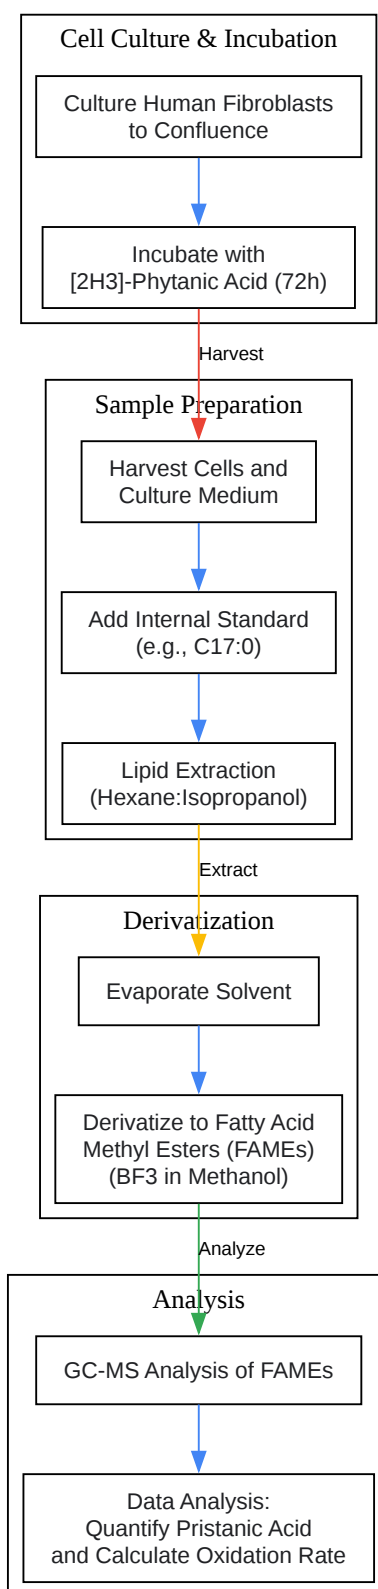 Cell Culture & Incubation
Culture Human Fibroblasts
to Confluence
Incubate with
[2H3]-Phytanic Acid (72h)
Harvest
Sample Preparation
Harvest Cells and
Culture Medium
Add Internal Standard
(e.g., C17:0)
Lipid Extraction
(Hexane:Isopropanol)
Extract
Derivatization
Evaporate Solvent
Derivatize to Fatty Acid
Methyl Esters (FAMEs)
(BF3 in Methanol)
Analyze
Analysis
GC-MS Analysis of FAMEs
Data Analysis:
Quantify Pristanic Acid
and Calculate Oxidation Rate